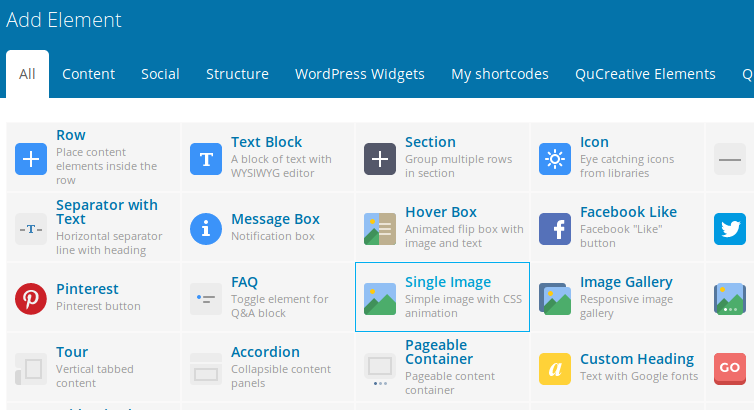 Add Element
All Content Social Structure WordPress Widgets My shortcodes QuCreative Elements Q
Row
Place content
elements inside the
row
T
Text Block
A block of text with
WYSIWYG editor
Section
Group multiple rows
in section
Icon
Eye catching icons
from libraries
-T-
Separator with
Text
Horizontal separator
line with heading
i
Message Box
Notification box
Hover Box
Animated flip box with
image and text
f
Facebook Like
Facebook "Like"
button
Pinterest
Pinterest button
FAQ
Toggle element for
Q&A block
Single Image
Simple image with CSS
animation
Image Gallery
Responsive image
gallery
Tour
Vertical tabbed
content
Accordion
Collapsible content
panels
Pageable
Container
Pageable content
container
a
Custom Heading
Text with Google fonts
GO